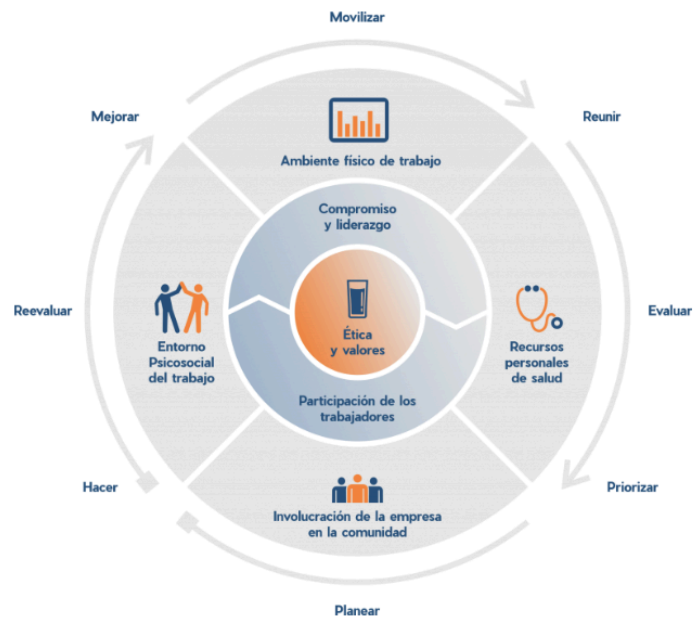 Movilizar
Mejorar
Reunir
Ambiente físico de trabajo
Compromiso
y liderazgo
Reevaluar
Evaluar
Ética
y valores
Entorno
Psicosocial
del trabajo
Recursos
personales
de salud
Participación de los
trabajadores
Hacer
Priorizar
Involucración de la empresa
en la comunidad
Planear